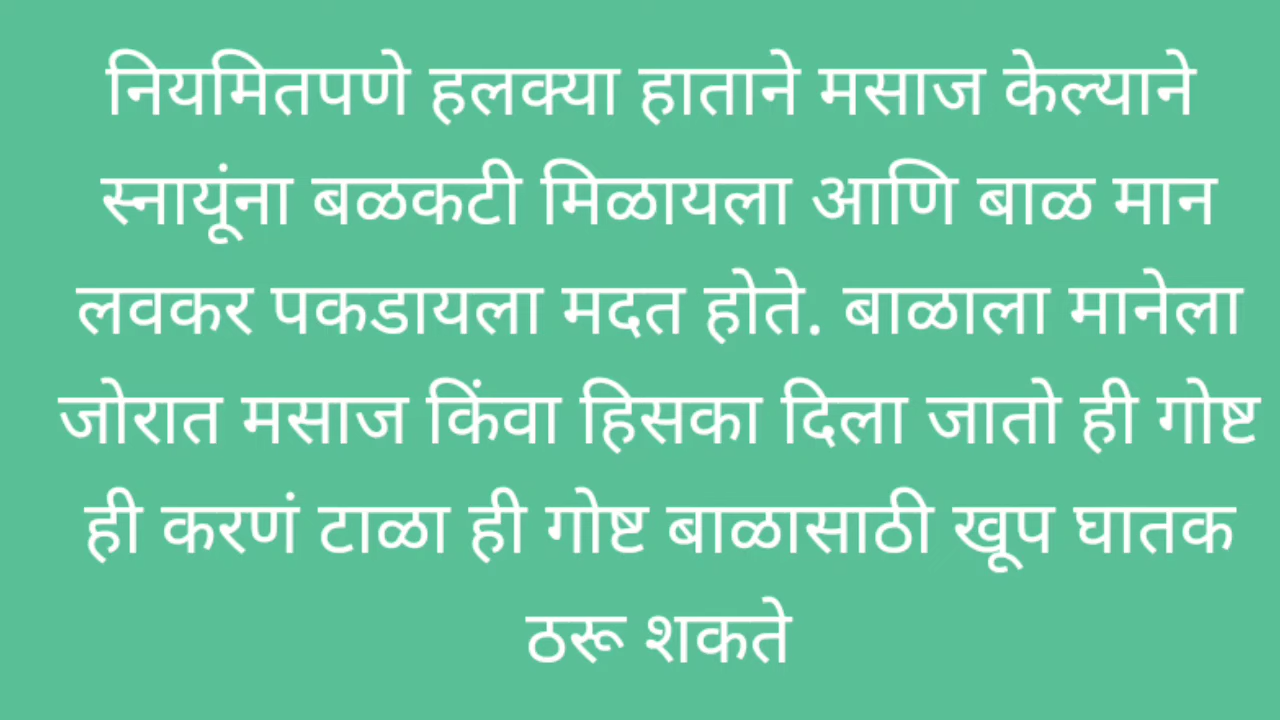 नियमितपणे हलक्या हाताने मसाज केल्याने
स्नायूंना बळकटी मिळायला आणि बाळ मान
लवकर पकडायला मदत होते. बाळाला मानेला
जोरात मसाज किंवा हिसका दिला जातो ही गोष्ट
ही करणं टाळा ही गोष्ट बाळासाठी खूप घातक
ठरू शकते